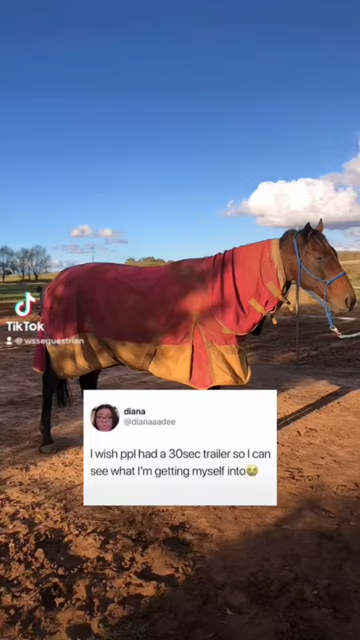 TikTok
@wssequestrian
diana
@dianaaadee
I wish ppl had a 30sec trailer so I can
see what I'm getting myself into😭